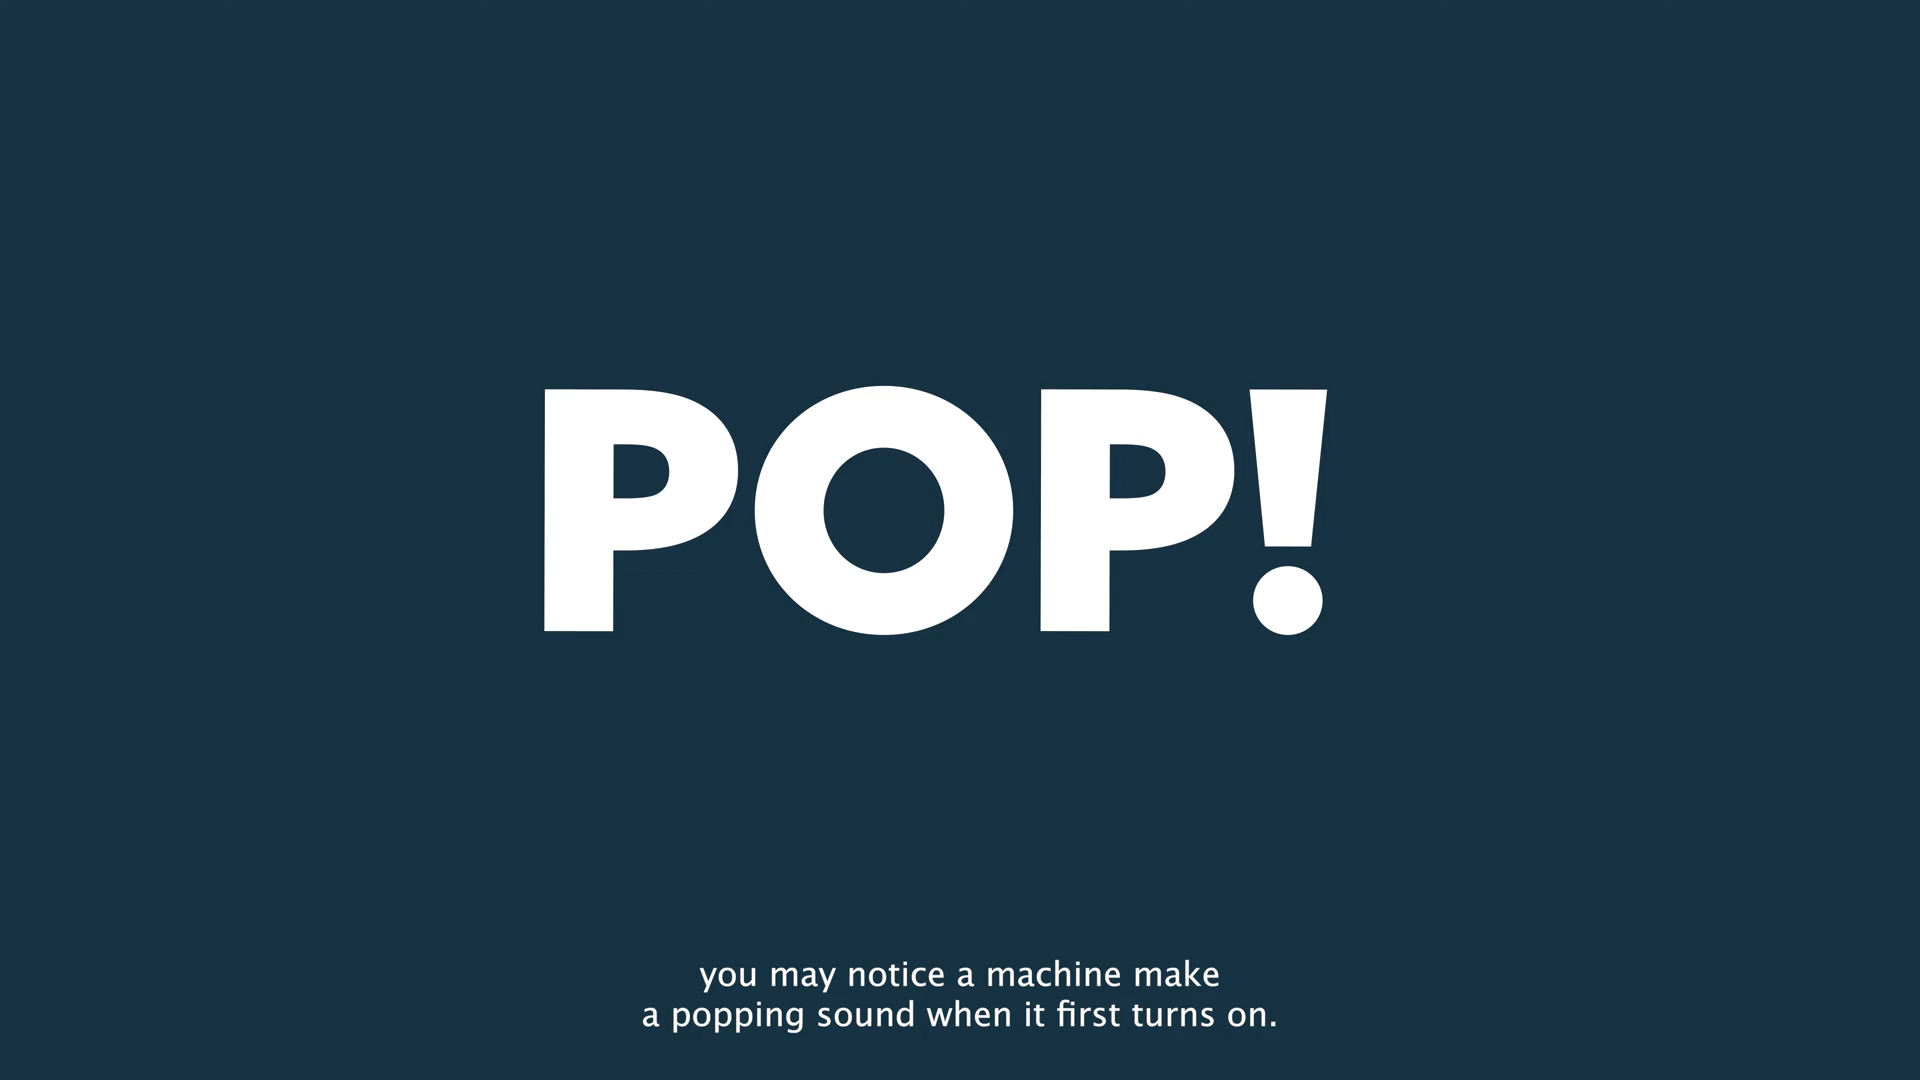 POP!
you may notice a machine make
a popping sound when it first turns on.